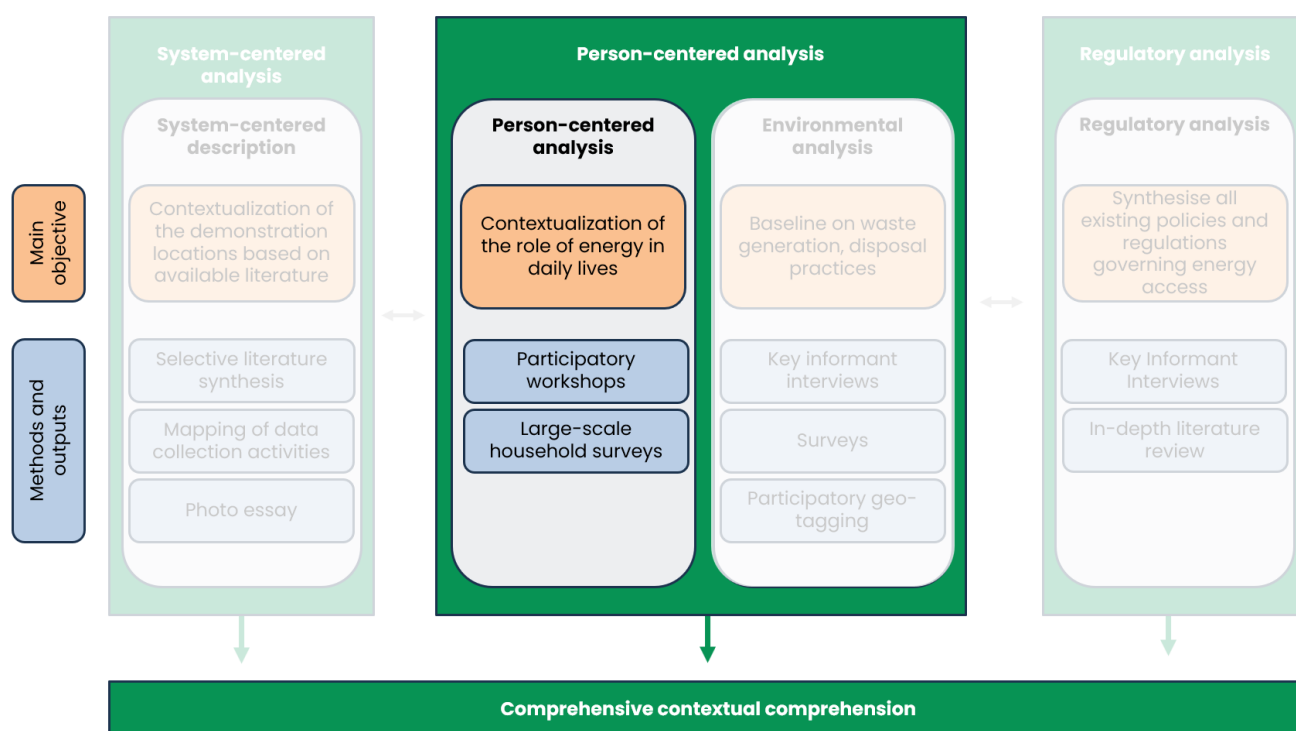 System-centered
analysis
Person-centered analysis
Regulatory analysis
System-centered
description
Person-centered
analysis
Environmental
analysis
Regulatory analysis
Main
objective
Contextualization of
the demonstration
locations based on
available literature
Contextualization of
the role of energy in
daily lives
Baseline on waste
generation, disposal
practices
Synthesise all
existing policies and
regulations
governing energy
access
Methods and
outputs
Selective literature
synthesis
Mapping of data
collection activities
Photo essay
Participatory
workshops
Large-scale
household surveys
Key informant
interviews
Surveys
Participatory geo-
tagging
Key Informant
Interviews
In-depth literature
review
Comprehensive contextual comprehension